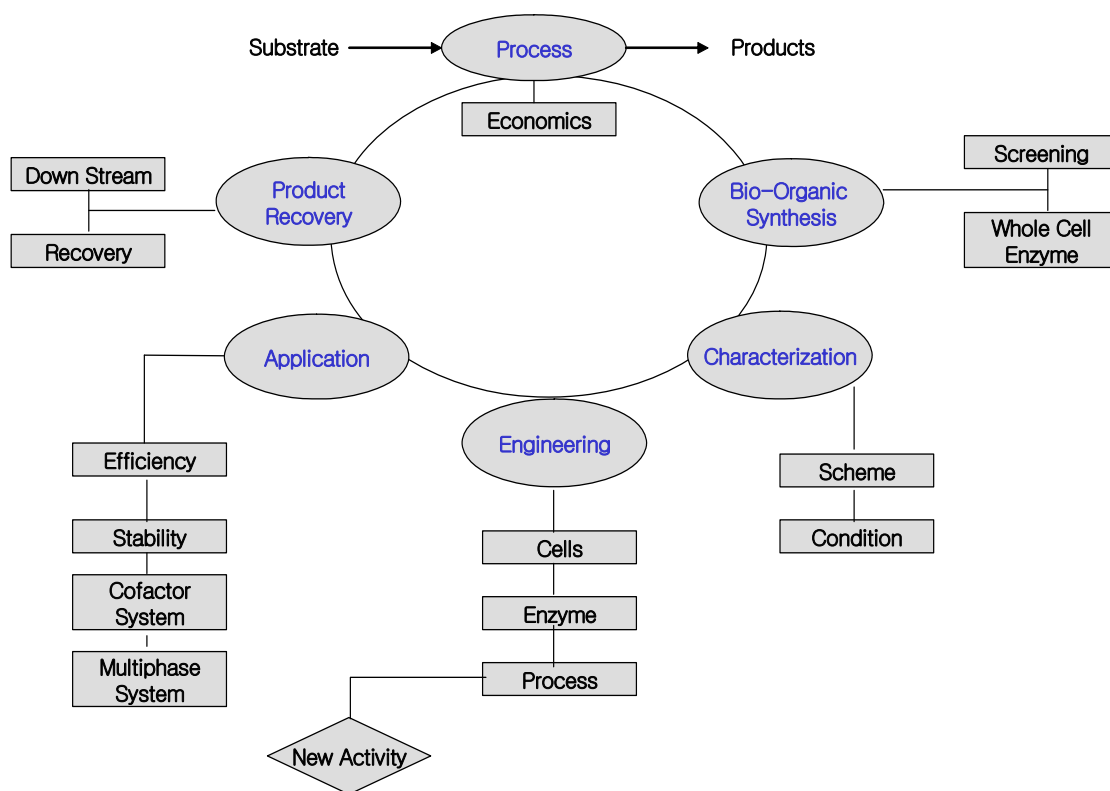 Substrate
Process
Products
Economics
Down Stream
Product
Recovery
Recovery
Bio-Organic
Synthesis
Screening
Whole Cell
Enzyme
Application
Characterization
Engineering
Efficiency
Stability
Cofactor
System
Multiphase
System
Cells
Enzyme
Process
New Activity
Scheme
Condition